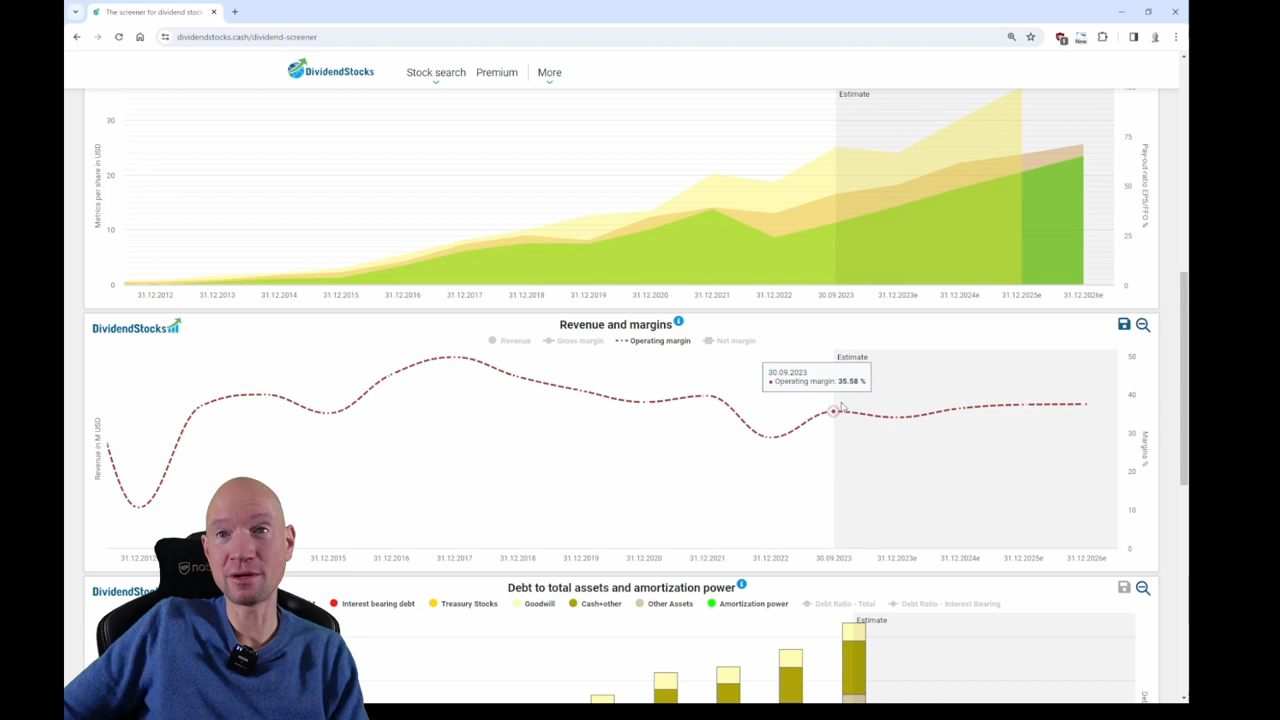 The screener for dividend stoc
dividendstocks.cash/dividend-screener
New
DividendStocks
Stock search
Premium
More
Estimate
30
20
10
0
Metrics per share in USD
75
50
25
0
Pay-out-ratio EPS/FFO %
31.12.2012 31.12.2013 31.12.2014 31.12.2015 31.12.2016 31.12.2017 31.12.2018 31.12.2019 31.12.2020 31.12.2021 31.12.2022 30.09.2023 31.12.2023e 31.12.2024e 31.12.2025e 31.12.2026e
DividendStocks
Revenue and margins
Revenue Gross margin Operating margin Net margin
Estimate
30.09.2023
Operating margin: 35.58 %
50
40
30
20
10
0
Revenue in M USD
Margins %
31.12.2012 31.12.2015 31.12.2016 31.12.2017 31.12.2018 31.12.2019 31.12.2020 31.12.2021 31.12.2022 30.09.2023 31.12.2023e 31.12.2024e 31.12.2025e 31.12.2026e
DividendStocks
Debt to total assets and amortization power
Interest bearing debt Treasury Stocks Goodwill Cash+other Other Assets Amortization power Debt Ratio - Total Debt Ratio - Interest Bearing
Estimate